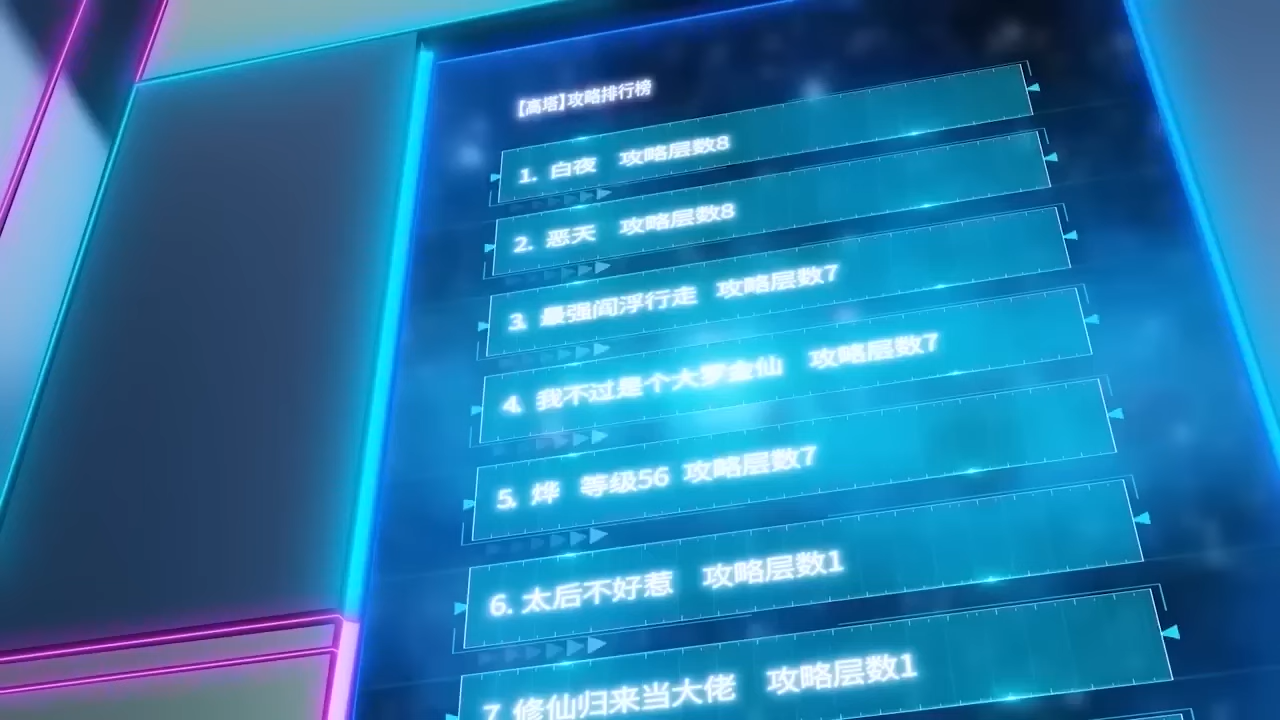 【高塔】攻略排行榜
1. 白夜 攻略层数8
2. 恶天 攻略层数8
3. 最强阎浮行走 攻略层数7
4. 我不过是个大罗金仙 攻略层数7
5. 烨 等级56 攻略层数7
6. 太后不好惹 攻略层数1
7. 修仙归来当大佬 攻略层数1